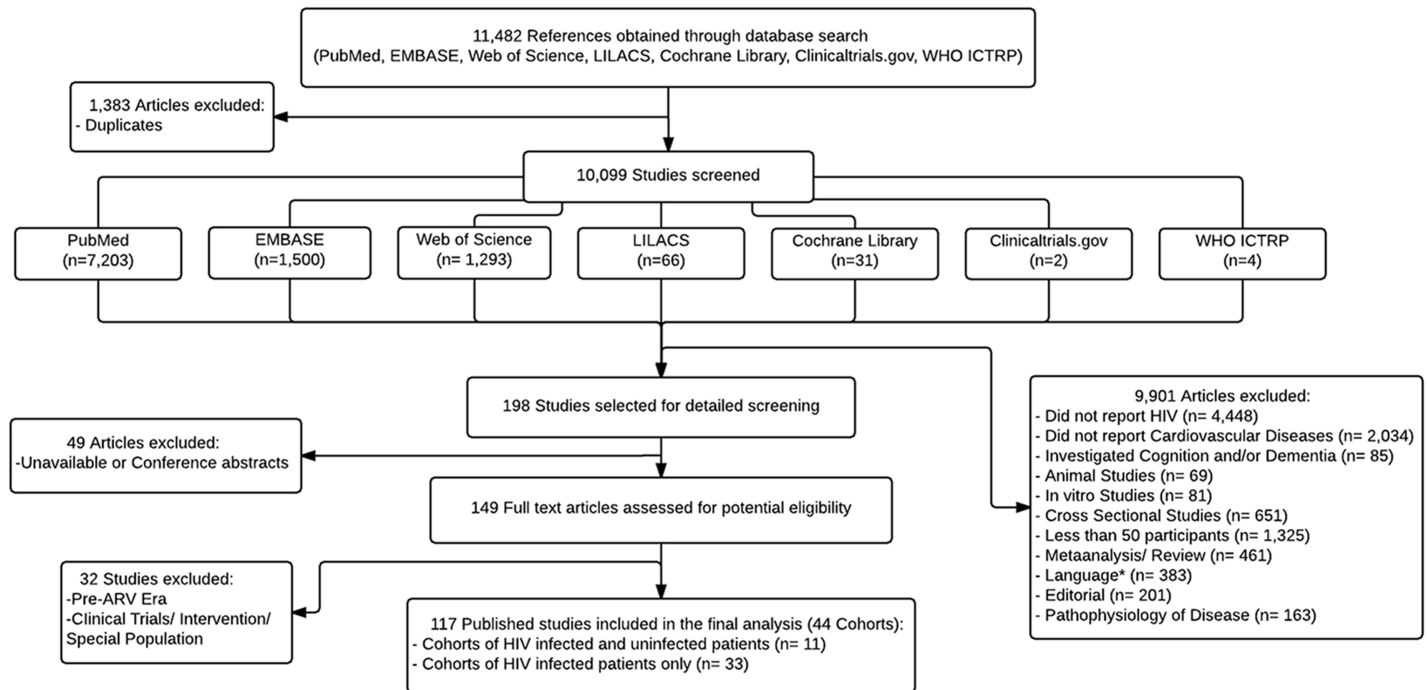 11,482 References obtained through database search
(PubMed, EMBASE, Web of Science, LILACS, Cochrane Library, Clinicaltrials.gov, WHO ICTRP)
1,383 Articles excluded:
- Duplicates
10,099 Studies screened
PubMed
(n=7,203)
EMBASE
(n=1,500)
Web of Science
(n= 1,293)
LILACS
(n=66)
Cochrane Library
(n=31)
Clinicaltrials.gov
(n=2)
WHO ICTRP
(n=4)
9,901 Articles excluded:
- Did not report HIV (n= 4,448)
- Did not report Cardiovascular Diseases (n= 2,034)
- Investigated Cognition and/or Dementia (n= 85)
- Animal Studies (n= 69)
- In vitro Studies (n= 81)
- Cross Sectional Studies (n= 651)
- Less than 50 participants (n= 1,325)
- Metaanalysis/ Review (n= 461)
- Language* (n= 383)
- Editorial (n= 201)
- Pathophysiology of Disease (n= 163)
198 Studies selected for detailed screening
49 Articles excluded:
-Unavailable or Conference abstracts
149 Full text articles assessed for potential eligibility
32 Studies excluded:
-Pre-ARV Era
-Clinical Trials/ Intervention/
Special Population
117 Published studies included in the final analysis (44 Cohorts):
- Cohorts of HIV infected and uninfected patients (n= 11)
- Cohorts of HIV infected patients only (n= 33)